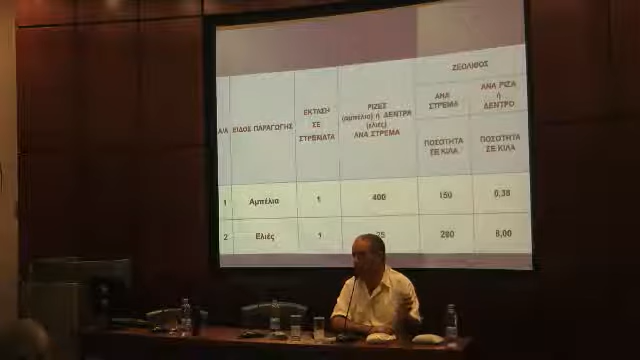 ΖΕΟΛΙΘΟΣ
Α/Α ΕΙΔΟΣ ΠΑΡΑΓΩΓΗΣ
ΕΚΤΑΣΗ
ΣΕ
ΣΤΡΕΜΑΤΑ
ΡΙΖΕΣ
(αμπέλια) ή ΔΕΝΤΡΑ
(ελιές)
ΑΝΑ ΣΤΡΕΜΑ
ΑΝΑ
ΣΤΡΕΜΑ
ΑΝΑ ΡΙΖΑ
ή
ΔΕΝΤΡΟ
ΠΟΣΟΤΗΤΑ
ΣΕ ΚΙΛΑ
ΠΟΣΟΤΗΤΑ
ΣΕ ΚΙΛΑ
1 Αμπέλια 1 400 150 0,38
2 Ελιές 1 25 200 8,00